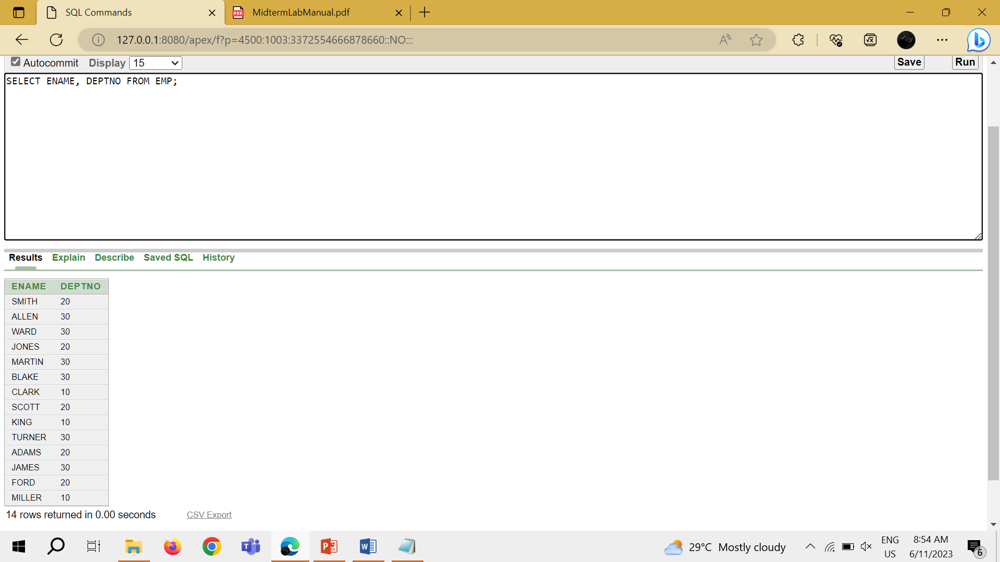 SQL Commands
MidtermLabManual.pdf
127.0.0.1:8080/apex/f?p=4500:1003:3372554666878660::NO:::
Autocommit Display 15 Save Run
SELECT ENAME, DEPTNO FROM EMP;
Results Explain Describe Saved SQL History
ENAME DEPTNO
SMITH 20
ALLEN 30
WARD 30
JONES 20
MARTIN 30
BLAKE 30
CLARK 10
SCOTT 20
KING 10
TURNER 30
ADAMS 20
JAMES 30
FORD 20
MILLER 10
14 rows returned in 0.00 seconds CSV Export
29°C Mostly cloudy
ENG
US
8:54 AM
6/11/2023
6